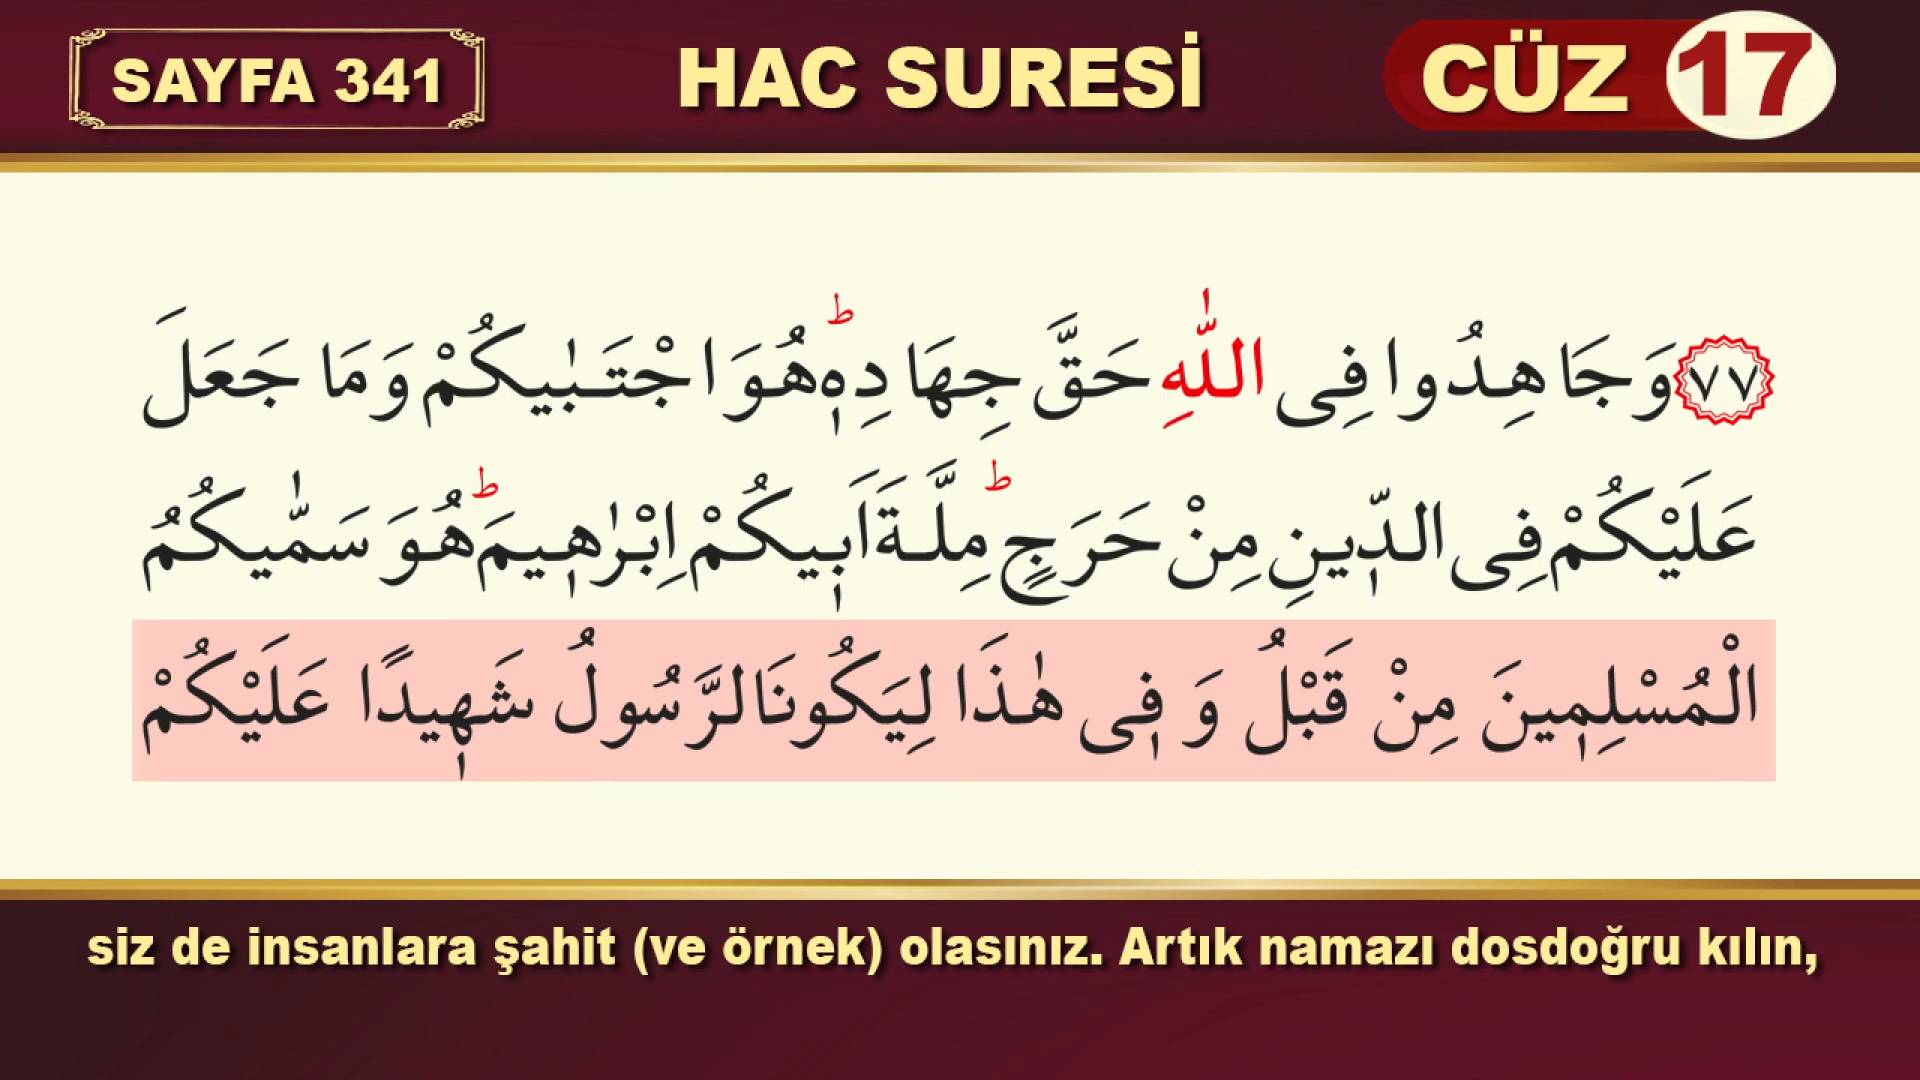 SAYFA 341
HAC SURESİ
CÜZ 17
﴿٧٧﴾ وَجَاهِدُوا فِى اللّٰهِ حَقَّ جِهَادِهٖ ۜ هُوَ اجْتَبٰيكُمْ وَمَا جَعَلَ
عَلَيْكُمْ فِى الدّٖينِ مِنْ حَرَجٍ ط مِلَّةَ اَبٖيكُمْ اِبْرٰهٖيمَ ط هُوَ سَمّٰيكُمُ
الْمُسْلِمٖينَ مِنْ قَبْلُ وَ فٖى هٰذَا لِيَكُونَ الرَّسُولُ شَهٖيدًا عَلَيْكُمْ
siz de insanlara şahit (ve örnek) olasınız. Artık namazı dosdoğru kılın,